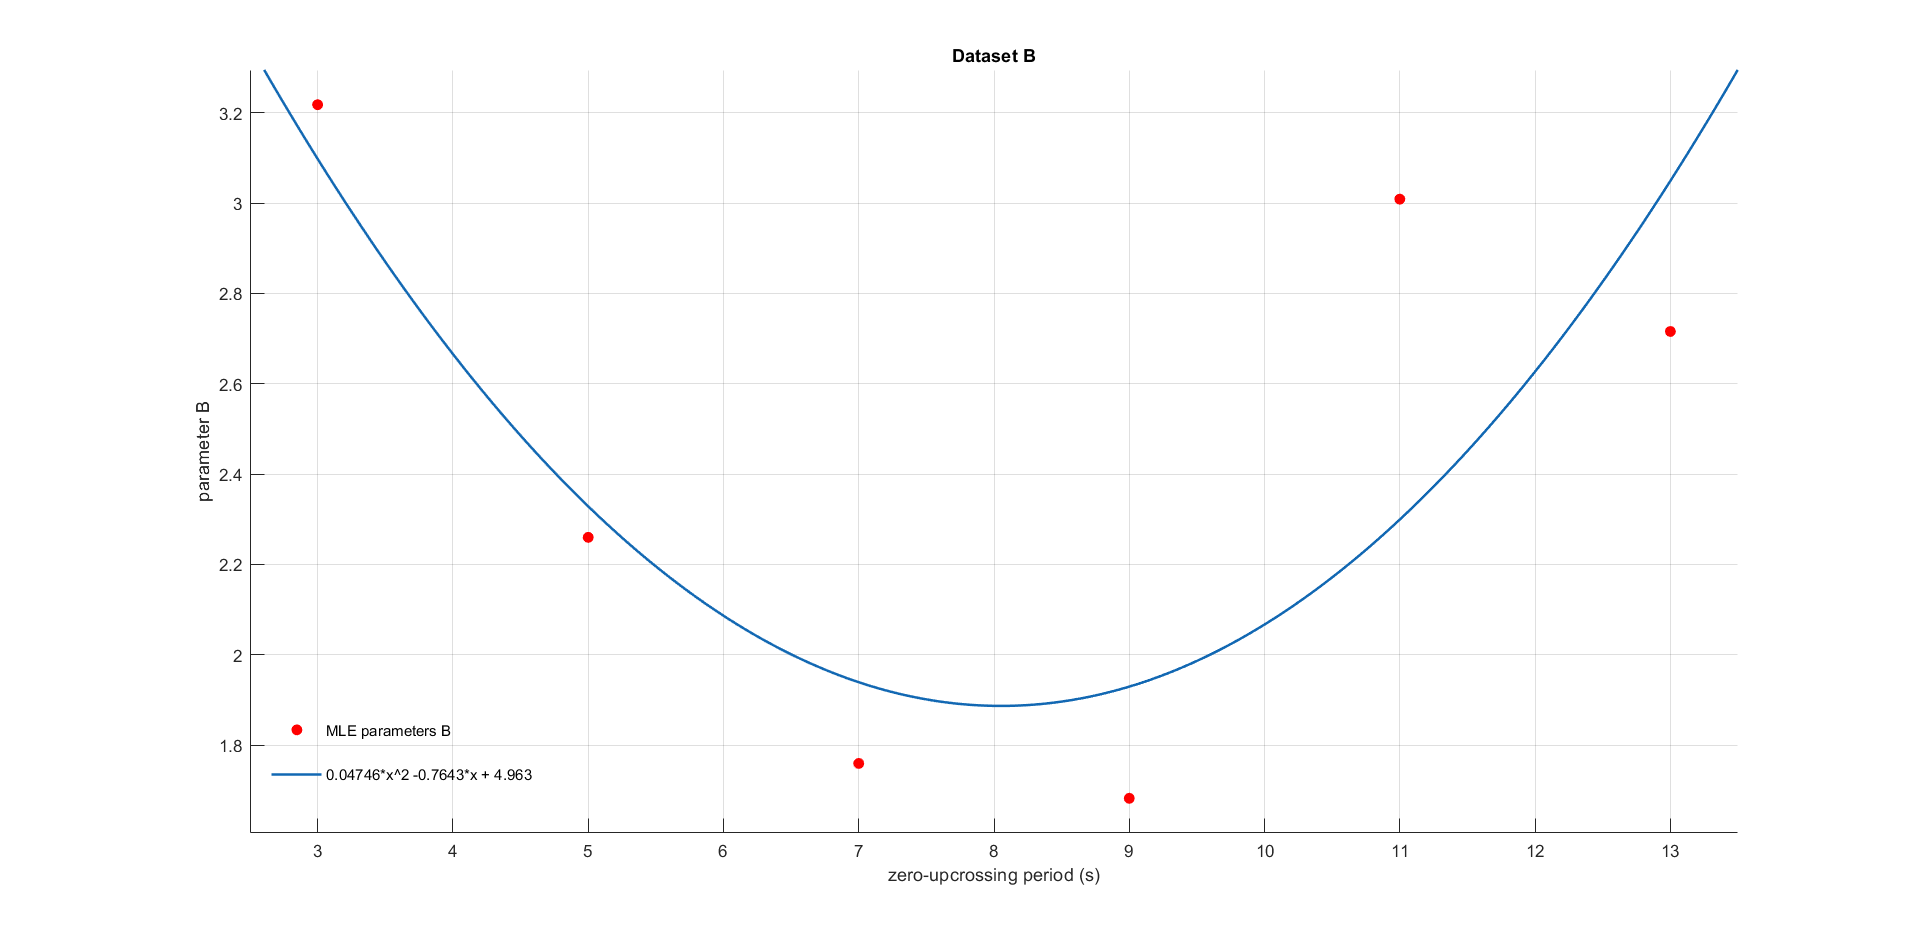 Dataset B
3.2
3
2.8
2.6
2.4
2.2
2
1.8
parameter B
MLE parameters B
0.04746*x^2 -0.7643*x + 4.963
3 4 5 6 7 8 9 10 11 12 13
zero-upcrossing period (s)